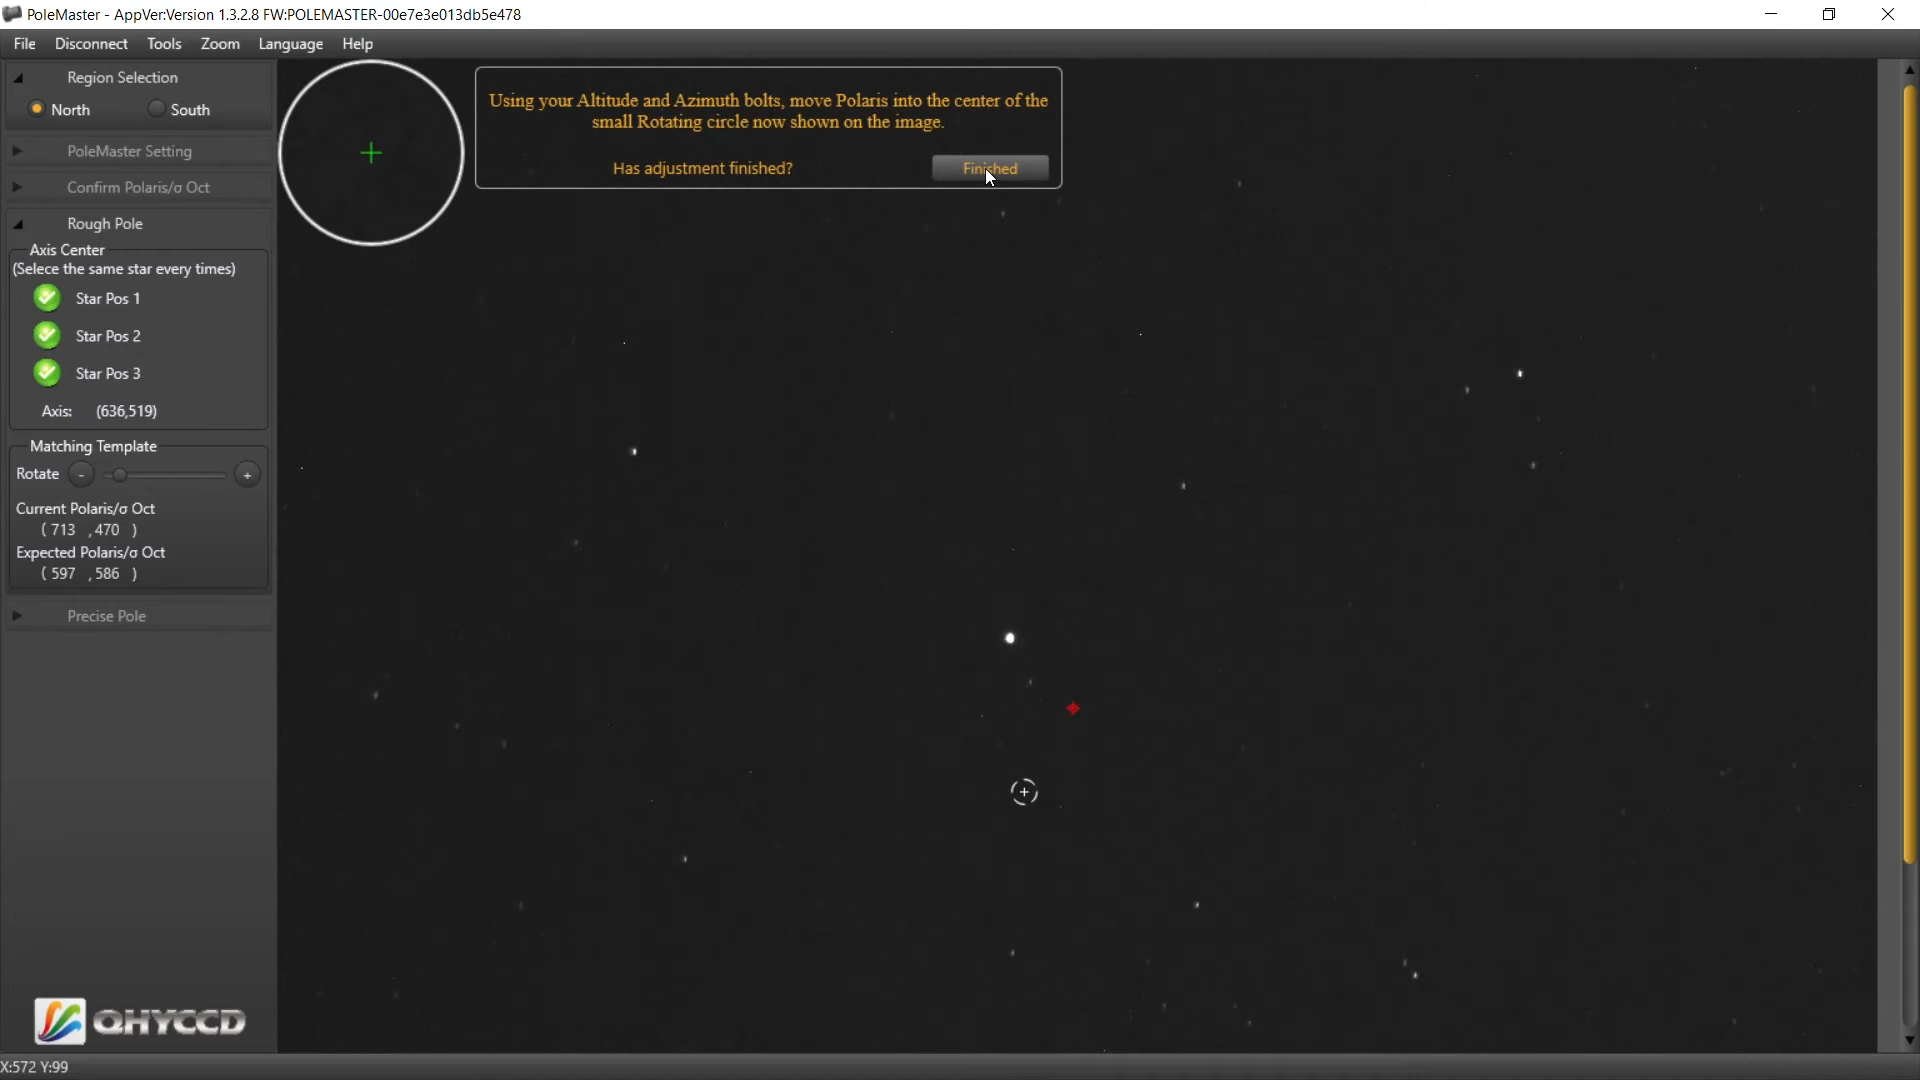 PoleMaster - AppVer:Version 1.3.2.8 FW:POLEMASTER-00e7e3e013db5e478
File Disconnect Tools Zoom Language Help
Region Selection
North South
PoleMaster Setting
Confirm Polaris/σ Oct
Rough Pole
Axis Center
(Selece the same star every times)
Star Pos 1
Star Pos 2
Star Pos 3
Axis: (636,519)
Matching Template
Rotate - +
Current Polaris/σ Oct
( 713 ,470 )
Expected Polaris/σ Oct
( 597 ,586 )
Precise Pole
Using your Altitude and Azimuth bolts, move Polaris into the center of the
small Rotating circle now shown on the image.
Has adjustment finished? Finished
QHYCCD
X:572 Y:99